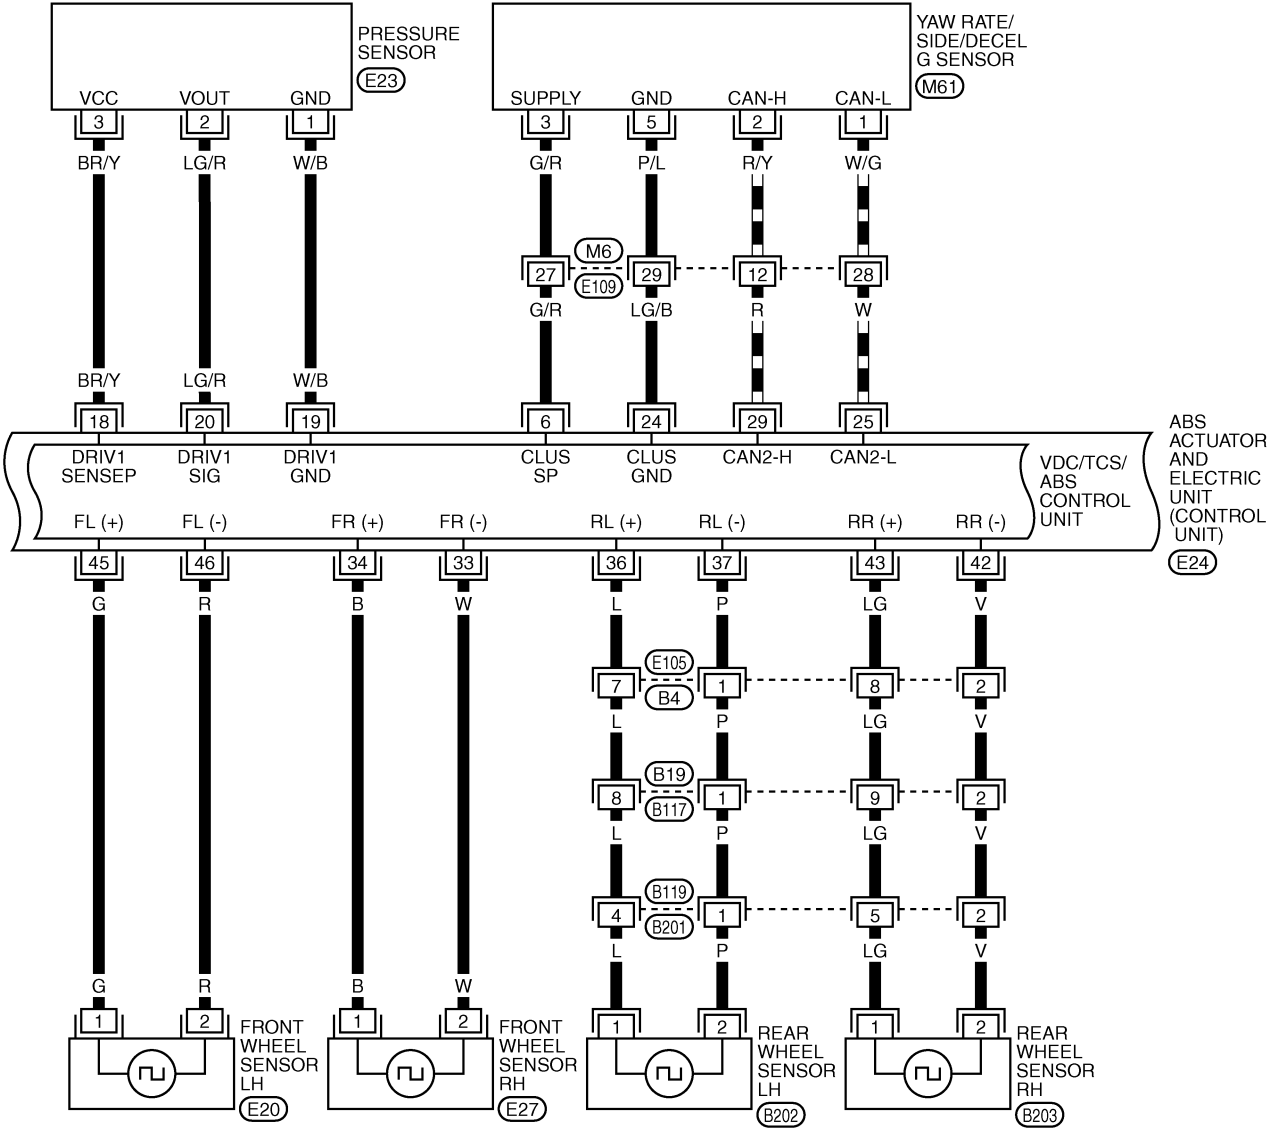 PRESSURE
SENSOR
E23
YAW RATE/
SIDE/DECEL
G SENSOR
M61
VCC VOUT GND
SUPPLY GND CAN-H CAN-L
3 2 1 3 5 2 1
BR/Y LG/R W/B G/R P/L R/Y W/G
M6
27 29 12 28
E109
G/R LG/B R W
BR/Y LG/R W/B
18 20 19 6 24 29 25
DRIV1
SENSEP
DRIV1
SIG
DRIV1
GND
CLUS
SP
CLUS
GND
CAN2-H
CAN2-L
VDC/TCS/
ABS
CONTROL
UNIT
ABS
ACTUATOR
AND
ELECTRIC
UNIT
(CONTROL
UNIT)
E24
FL (+) FL (-) FR (+) FR (-) RL (+) RL (-) RR (+) RR (-)
45 46 34 33 36 37 43 42
G R B W L P LG V
E105
7 1 8 2
B4
L P LG V
B19
8 1 9 2
B117
L P LG V
B119
4 1 5 2
B201
L P LG V
G R B W
1 2 1 2 1 2 1 2
FRONT
WHEEL
SENSOR
LH
E20
FRONT
WHEEL
SENSOR
RH
E27
REAR
WHEEL
SENSOR
LH
B202
REAR
WHEEL
SENSOR
RH
B203